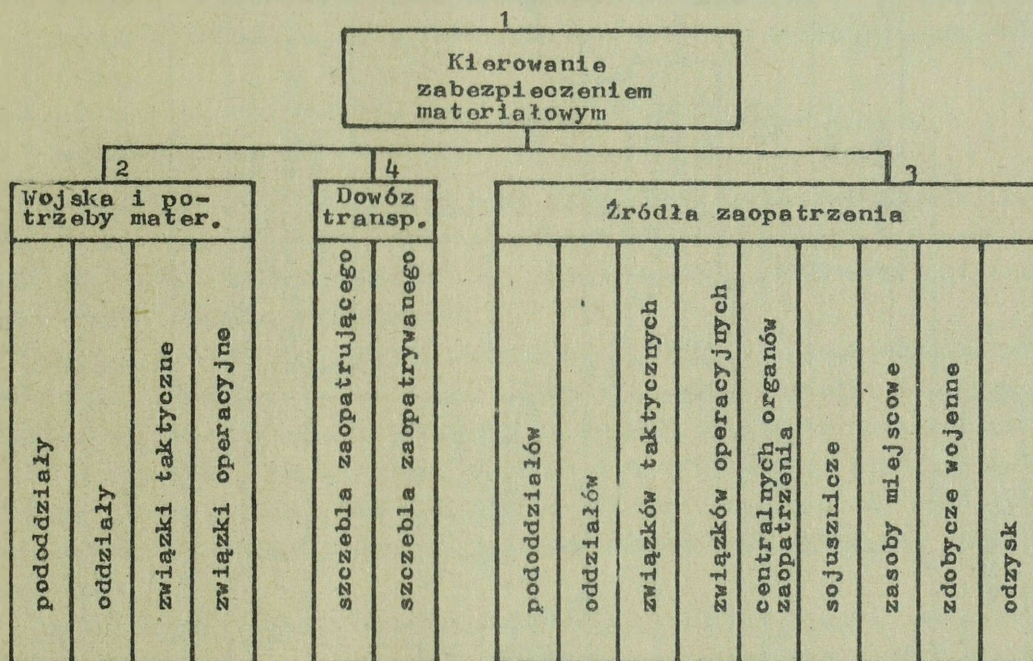 1
Kierowanie
zabezpieczeniem
materiałowym
2
Wojska i po-
trzeby mater.
pododdziały
oddziały
związki taktyczne
związki operacyjne
4
Dowóz
transp.
szczebla zaopatrującego
szczebla zaopatrywanego
3
Źródła zaopatrzenia
pododdziałów
oddziałów
związków taktycznych
związków operacyjnych
centralnych organów
zaopatrzenia
sojusznicze
zasoby miejscowe
zdobycze wojenne
odzysk